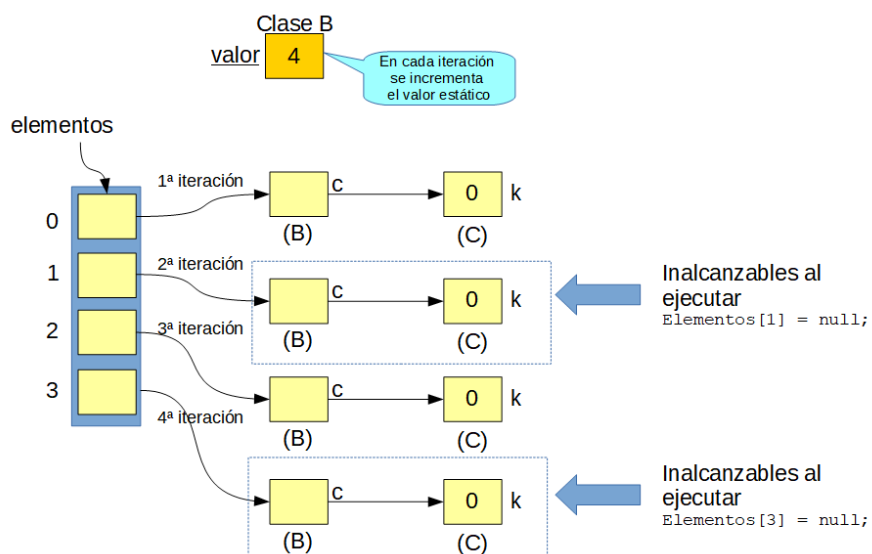 Clase B
valor
4
En cada iteración
se incrementa
el valor estático
elementos
1ª iteración
0
c
0
k
(B)
(C)
2ª iteración
1
c
0
k
(B)
(C)
Inalcanzables al
ejecutar
Elementos[1] = null;
3ª iteración
2
c
0
k
(B)
(C)
3
4ª iteración
c
0
k
(B)
(C)
Inalcanzables al
ejecutar
Elementos[3] = null;